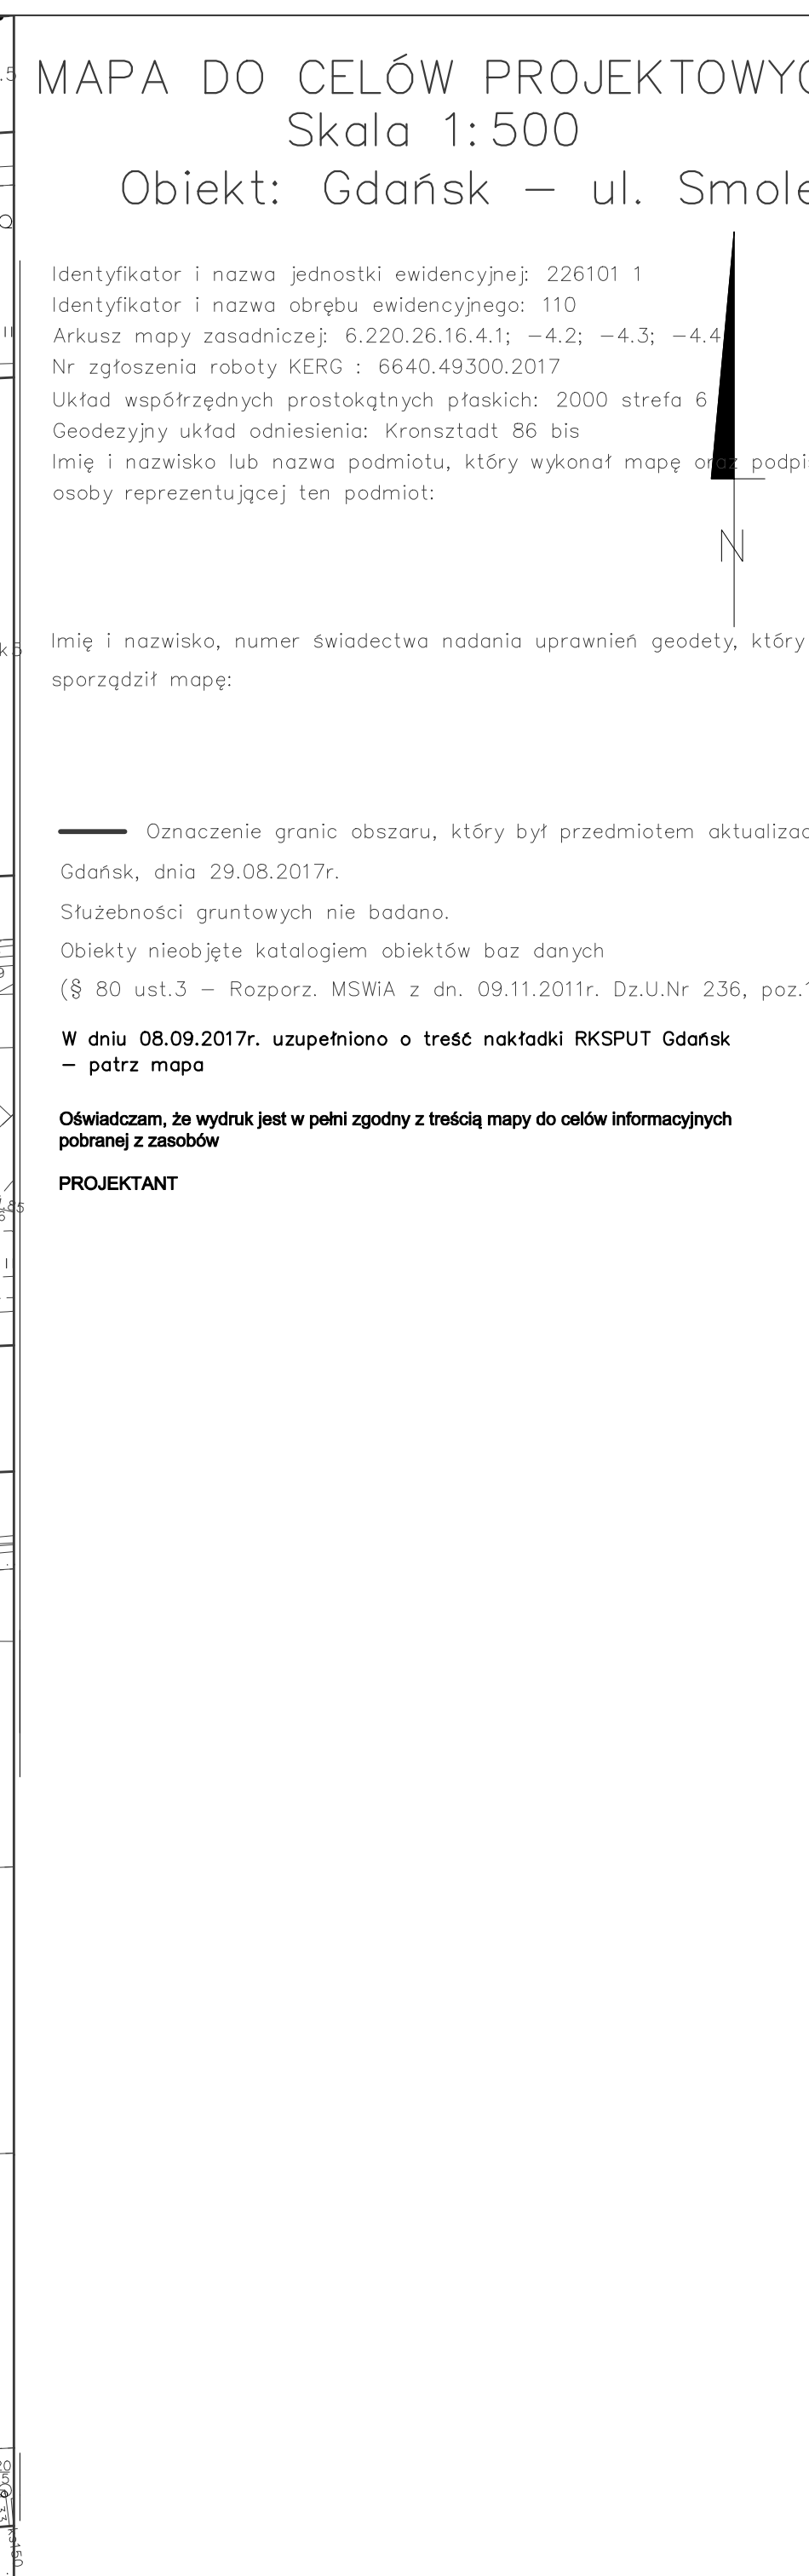 MAPA DO CELÓW PROJEKTOWYC
Skala 1:500
Obiekt: Gdańsk – ul. Smole
Identyfikator i nazwa jednostki ewidencyjnej: 226101 1
Identyfikator i nazwa obrębu ewidencyjnego: 110
Arkusz mapy zasadniczej: 6.220.26.16.4.1; –4.2; –4.3; –4.4
Nr zgłoszenia roboty KERG : 6640.49300.2017
Układ współrzędnych prostokątnych płaskich: 2000 strefa 6
Geodezyjny układ odniesienia: Kronsztadt 86 bis
Imię i nazwisko lub nazwa podmiotu, który wykonał mapę oraz podpis
osoby reprezentującej ten podmiot:
N
Imię i nazwisko, numer świadectwa nadania uprawnień geodety, który
sporządził mapę:
Oznaczenie granic obszaru, który był przedmiotem aktualizac
Gdańsk, dnia 29.08.2017r.
Służebności gruntowych nie badano.
Obiekty nieobjęte katalogiem obiektów baz danych
(§ 80 ust.3 – Rozporz. MSWiA z dn. 09.11.2011r. Dz.U.Nr 236, poz.1
W dniu 08.09.2017r. uzupełniono o treść nakładki RKSPUT Gdańsk
– patrz mapa
Oświadczam, że wydruk jest w pełni zgodny z treścią mapy do celów informacyjnych
pobranej z zasobów
PROJEKTANT
ks150